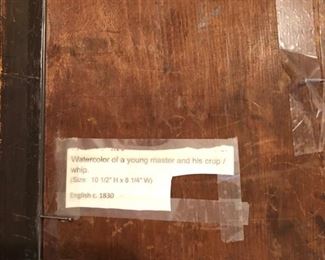 Watercolor of a young master and his crop /
whip.
(Size: 10 1/2" H x 8 1/4" W)
English c. 1830